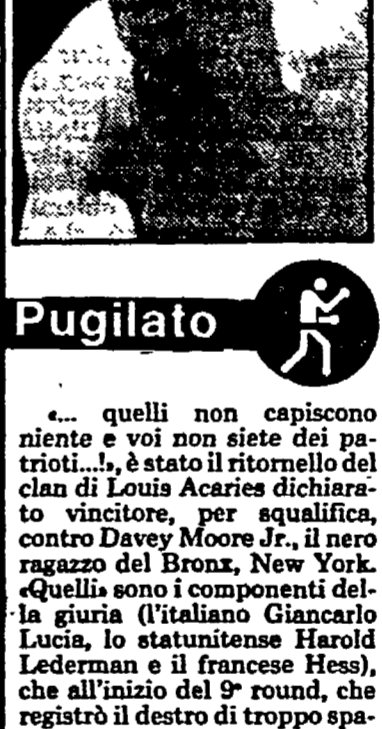 Pugilato
«... quelli non capiscono
niente e voi non siete dei pa-
trioti...!», è stato il ritornello del
clan di Louis Acaries dichiara-
to vincitore, per squalifica,
contro Davey Moore Jr., il nero
ragazzo del Bronx, New York.
«Quelli» sono i componenti del-
la giuria (l'italiano Giancarlo
Lucia, lo statunitense Harold
Lederman e il francese Hess),
che all'inizio del 9° round, che
registrò il destro di troppo spa-